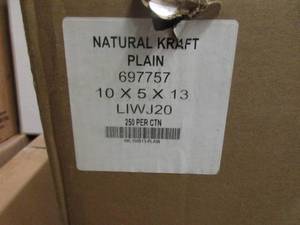 NATURAL KRAFT
PLAIN
697757
10 X 5 X 13
LIWJ20
250 PER CTN